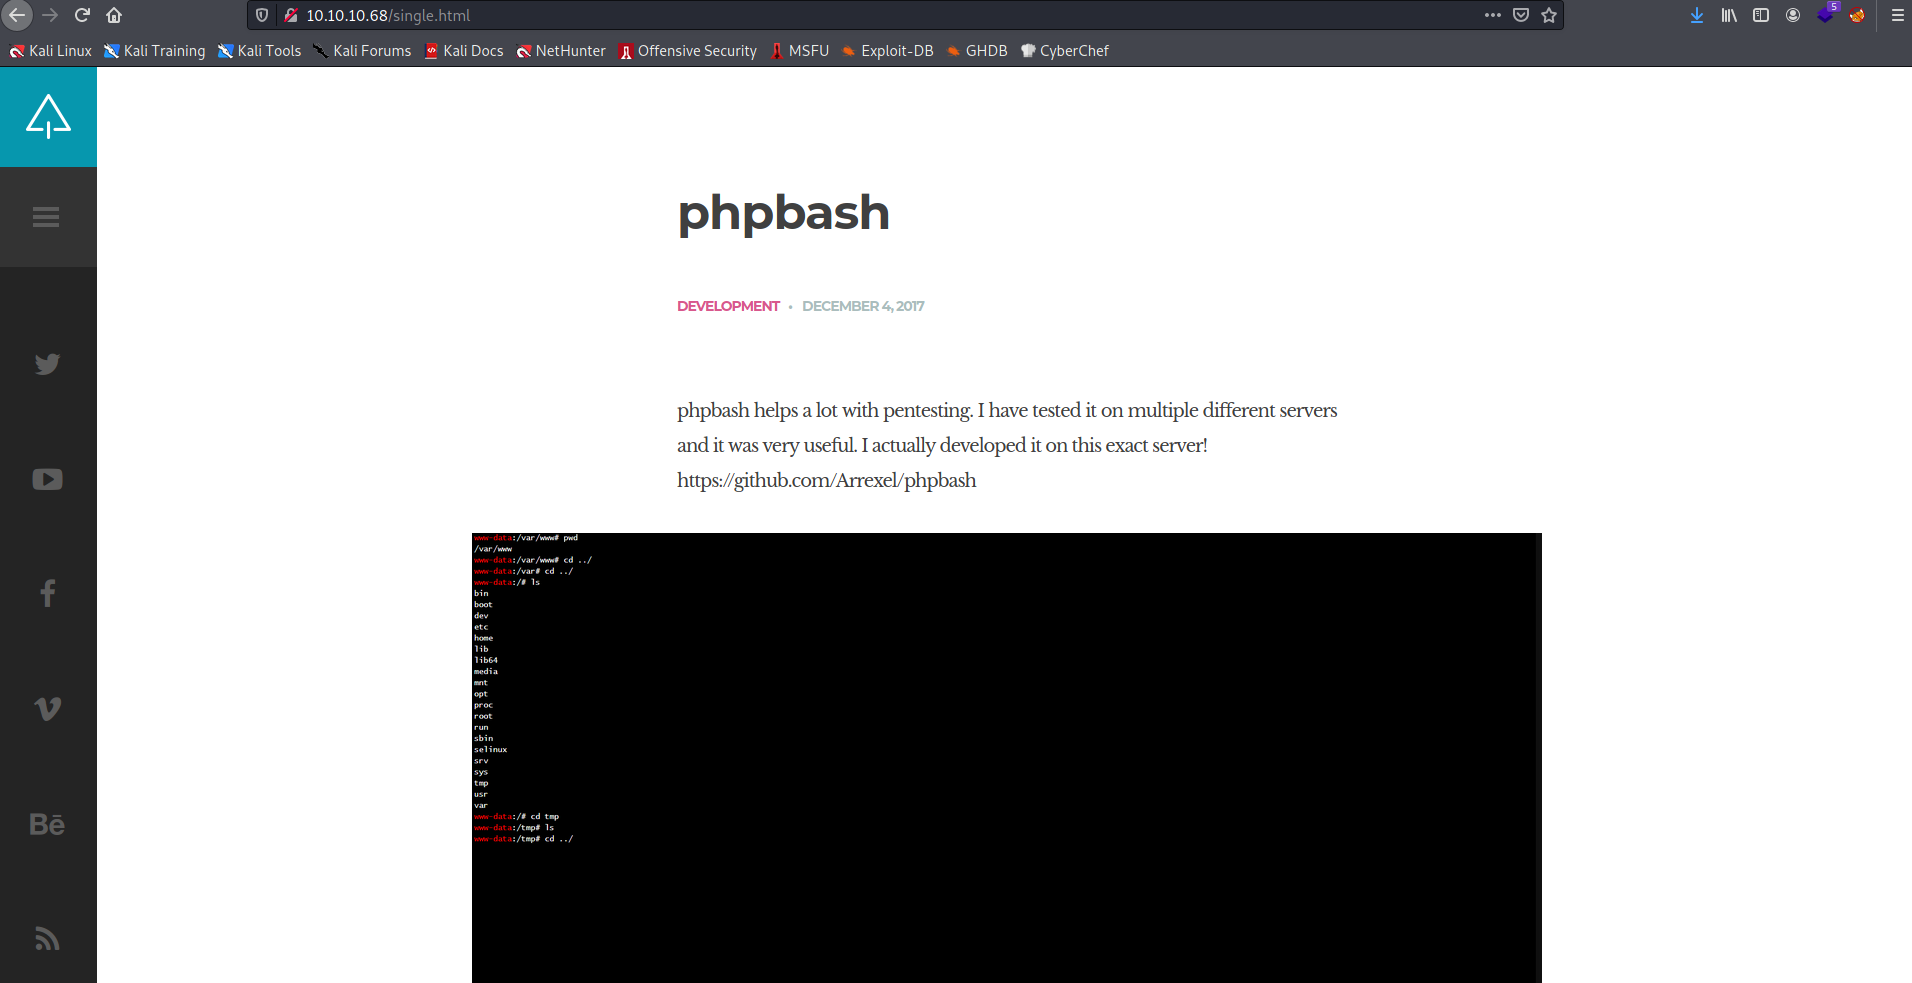 10.10.10.68/single.html
5
Kali Linux Kali Training Kali Tools Kali Forums Kali Docs NetHunter Offensive Security MSFU Exploit-DB GHDB CyberChef
phpbash
DEVELOPMENT • DECEMBER 4, 2017
phpbash helps a lot with pentesting. I have tested it on multiple different servers
and it was very useful. I actually developed it on this exact server!
https://github.com/Arrexel/phpbash
www-data:/var/www# pwd
/var/www
www-data:/var/www# cd ../
www-data:/var# cd ../
www-data:/# ls
bin
boot
dev
etc
home
lib
lib64
media
mnt
opt
proc
root
run
sbin
selinux
srv
sys
tmp
usr
var
www-data:/# cd tmp
www-data:/tmp# ls
www-data:/tmp# cd ../
Bē